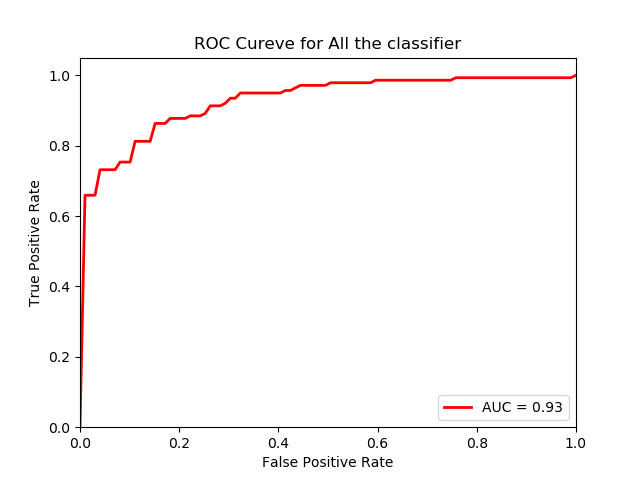 ROC Cureve for All the classifier
1.0
0.8
0.6
0.4
0.2
0.0
True Positive Rate
AUC = 0.93
0.0 0.2 0.4 0.6 0.8 1.0
False Positive Rate